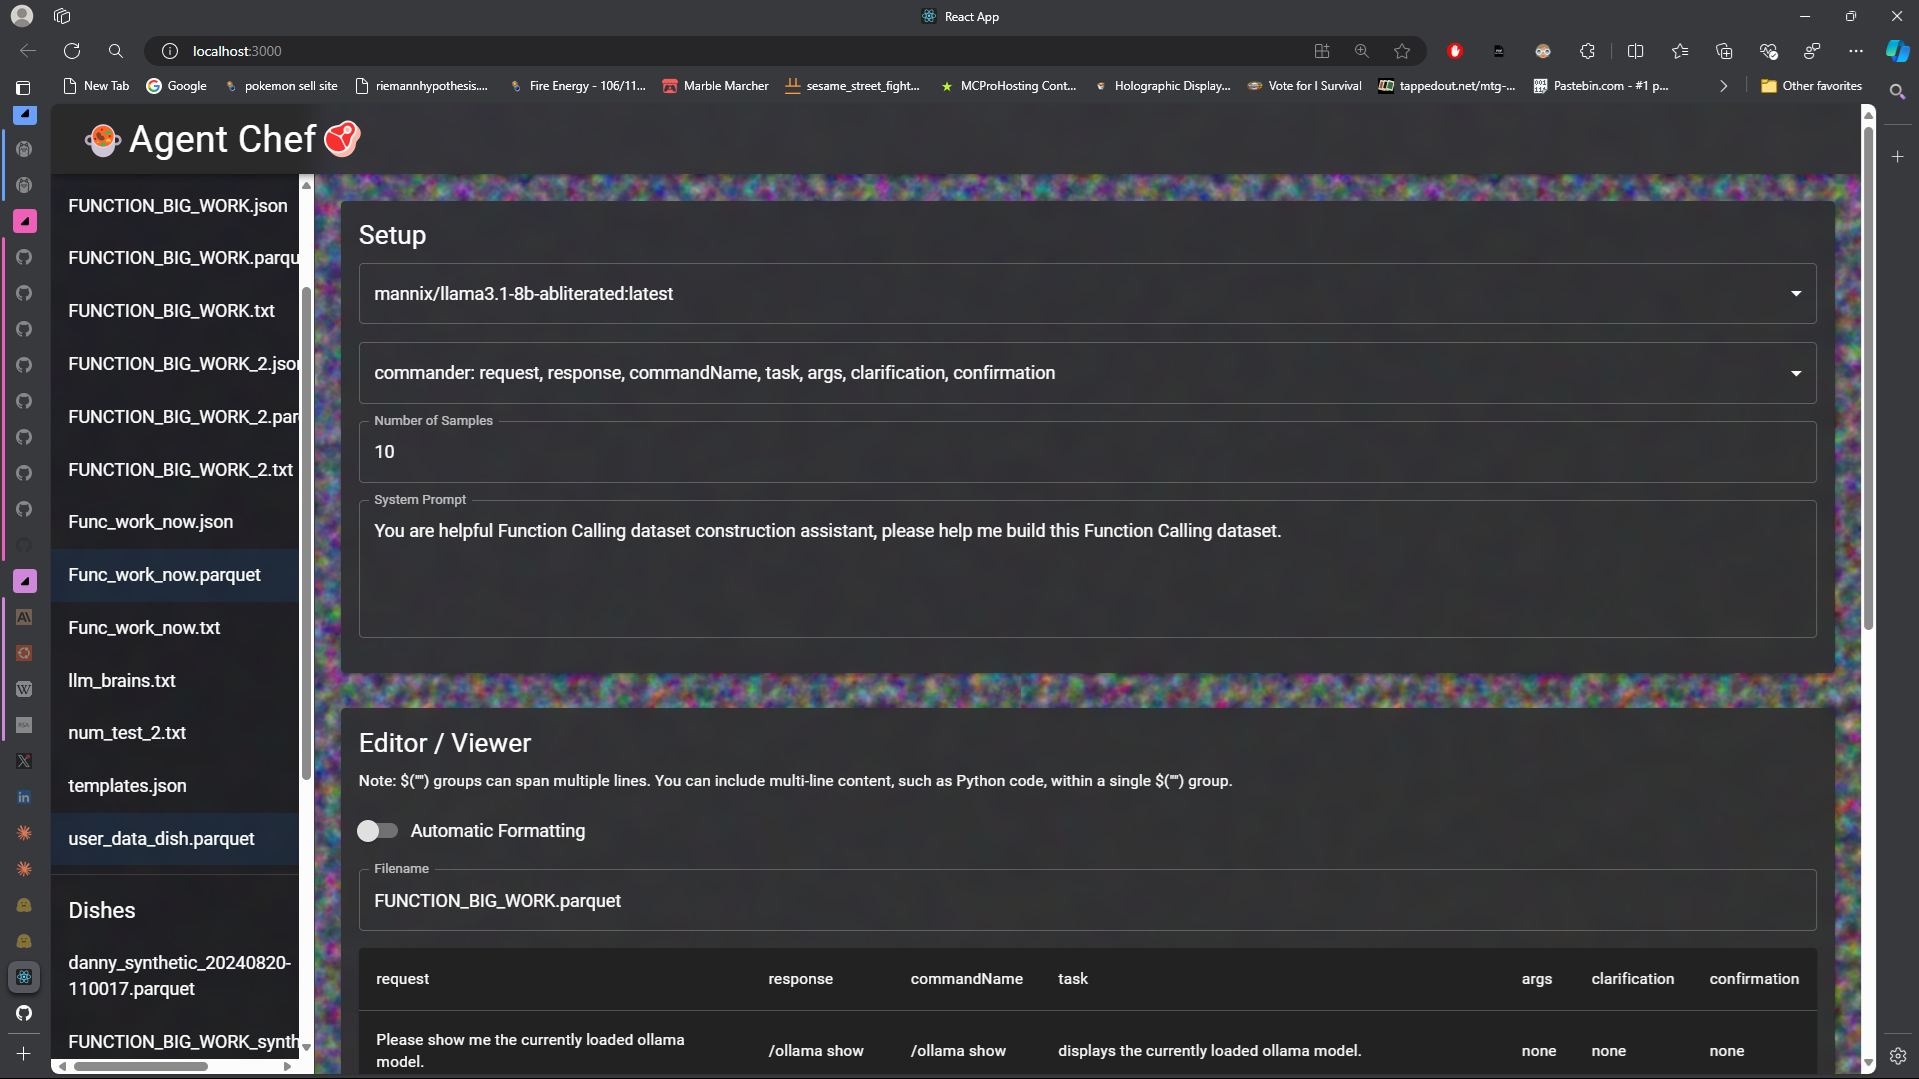 React App
localhost:3000
New Tab
Google
pokemon sell site
riemannhypothesis....
Fire Energy - 106/11...
Marble Marcher
sesame_street_fight...
MCProHosting Cont...
Holographic Display...
Vote for I Survival
tappedout.net/mtg-...
Pastebin.com - #1 p...
Other favorites
Agent Chef
FUNCTION_BIG_WORK.json
FUNCTION_BIG_WORK.parqu
FUNCTION_BIG_WORK.txt
FUNCTION_BIG_WORK_2.json
FUNCTION_BIG_WORK_2.par
FUNCTION_BIG_WORK_2.txt
Func_work_now.json
Func_work_now.parquet
Func_work_now.txt
llm_brains.txt
num_test_2.txt
templates.json
user_data_dish.parquet
Dishes
danny_synthetic_20240820-
110017.parquet
FUNCTION_BIG_WORK_synth
Setup
mannix/llama3.1-8b-abliterated:latest
commander: request, response, commandName, task, args, clarification, confirmation
Number of Samples
10
System Prompt
You are helpful Function Calling dataset construction assistant, please help me build this Function Calling dataset.
Editor / Viewer
Note: $("") groups can span multiple lines. You can include multi-line content, such as Python code, within a single $("") group.
Automatic Formatting
Filename
FUNCTION_BIG_WORK.parquet
request response commandName task args clarification confirmation
Please show me the currently loaded ollama
model.
/ollama show /ollama show displays the currently loaded ollama model. none none none